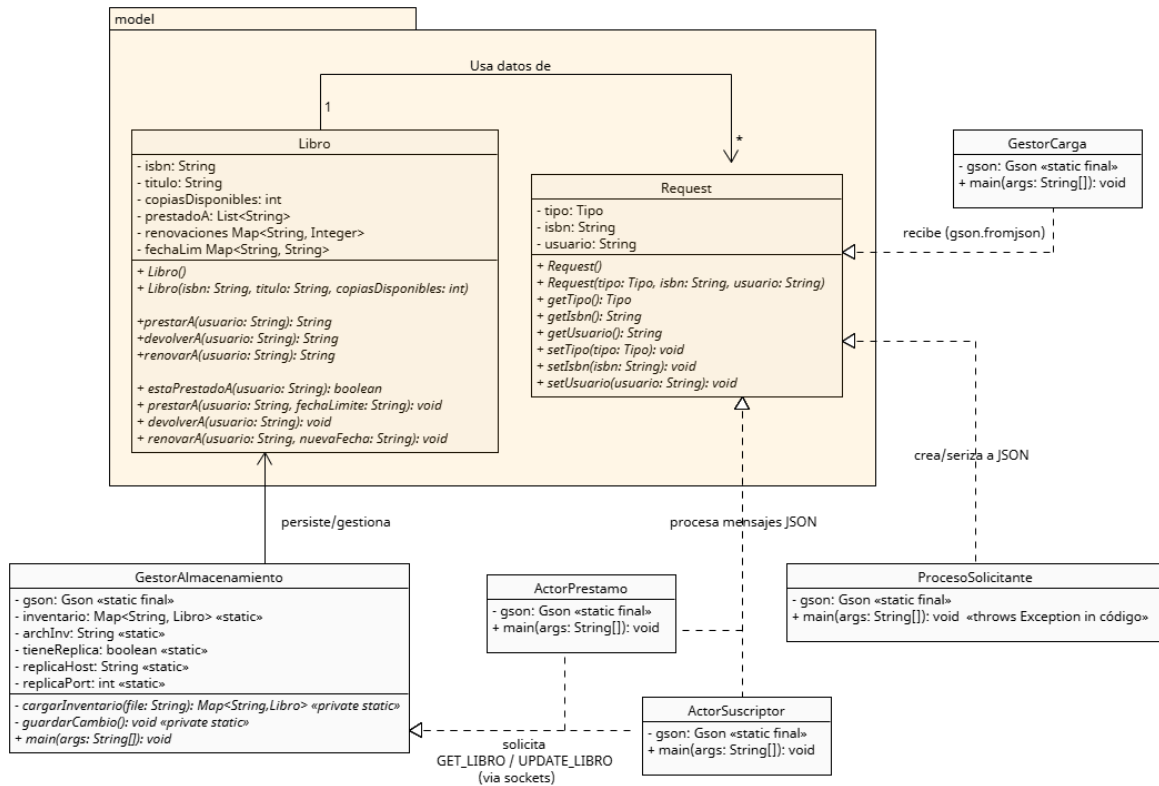 model
Usa datos de
1
*
Libro
- isbn: String
- titulo: String
- copiasDisponibles: int
- prestadoA: List<String>
- renovaciones Map<String, Integer>
- fechaLim Map<String, String>
+ Libro()
+ Libro(isbn: String, titulo: String, copiasDisponibles: int)
+prestarA(usuario: String): String
+devolverA(usuario: String): String
+renovarA(usuario: String): String
+ estaPrestadoA(usuario: String): boolean
+ prestarA(usuario: String, fechaLimite: String): void
+ devolverA(usuario: String): void
+ renovarA(usuario: String, nuevaFecha: String): void
Request
- tipo: Tipo
- isbn: String
- usuario: String
+ Request()
+ Request(tipo: Tipo, isbn: String, usuario: String)
+ getTipo(): Tipo
+ getIsbn(): String
+ getUsuario(): String
+ setTipo(tipo: Tipo): void
+ setIsbn(isbn: String): void
+ setUsuario(usuario: String): void
GestorCarga
- gson: Gson «static final»
+ main(args: String[]): void
recibe (gson.fromjson)
crea/seriza a JSON
persiste/gestiona
procesa mensajes JSON
GestorAlmacenamiento
- gson: Gson «static final»
- inventario: Map<String, Libro> «static»
- archInv: String «static»
- tieneReplica: boolean «static»
- replicaHost: String «static»
- replicaPort: int «static»
- cargarInventario(file: String): Map<String,Libro> «private static»
- guardarCambio(): void «private static»
+ main(args: String[]): void
ActorPrestamo
- gson: Gson «static final»
+ main(args: String[]): void
ProcesoSolicitante
- gson: Gson «static final»
+ main(args: String[]): void «throws Exception in código»
ActorSuscriptor
- gson: Gson «static final»
+ main(args: String[]): void
solicita
GET_LIBRO / UPDATE_LIBRO
(via sockets)